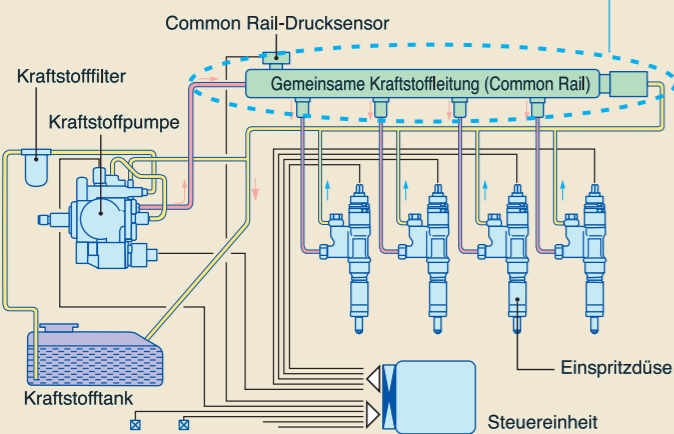 Common Rail-Drucksensor
Kraftstofffilter
Gemeinsame Kraftstoffleitung (Common Rail)
Kraftstoffpumpe
Einspritzdüse
Kraftstofftank
Steuereinheit